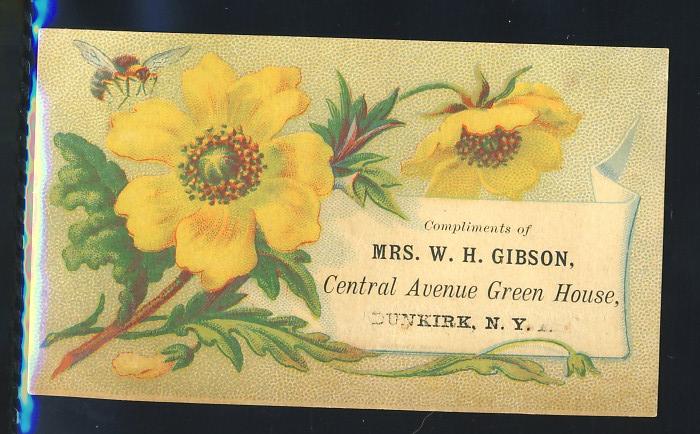 Compliments of
MRS. W. H. GIBSON,
Central Avenue Green House,
DUNKIRK, N. Y.